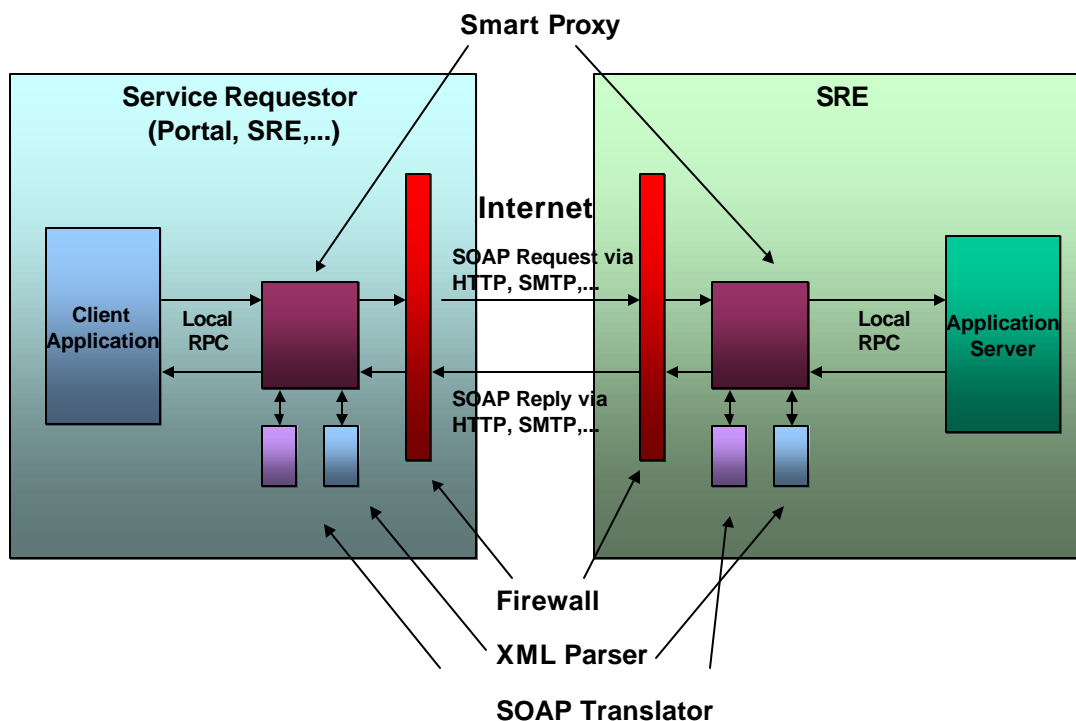 Smart Proxy
Service Requestor
(Portal, SRE,...)
SRE
Internet
SOAP Request via
HTTP, SMTP,...
Client
Application
Local
RPC
Local
RPC
Application
Server
SOAP Reply via
HTTP, SMTP,...
Firewall
XML Parser
SOAP Translator